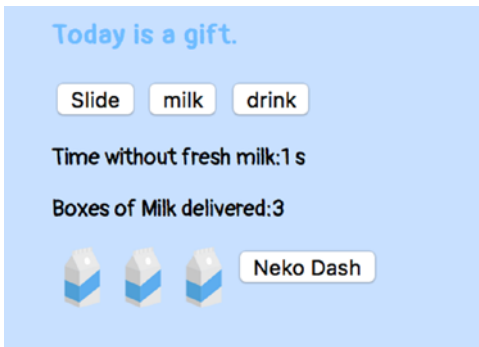 Today is a gift.
Slide milk drink
Time without fresh milk:1 s
Boxes of Milk delivered:3
Neko Dash